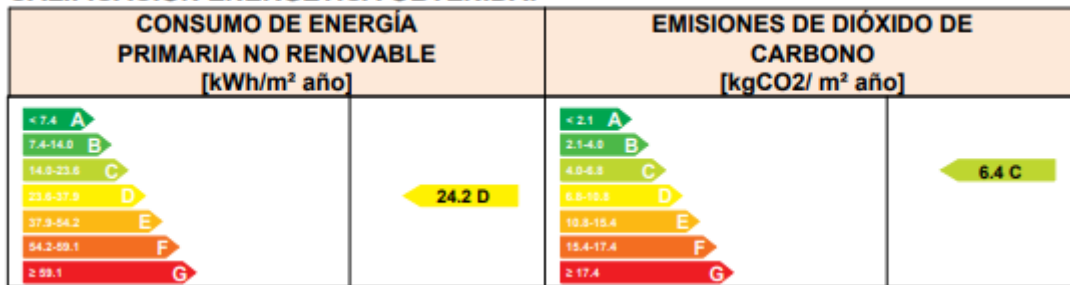 CONSUMO DE ENERGÍA
PRIMARIA NO RENOVABLE
[kWh/m² año]
EMISIONES DE DIÓXIDO DE
CARBONO
[kgCO2/ m² año]
< 7.4 A
7.4-14.0 B
14.0-23.6 C
23.6-37.9 D
37.9-54.2 E
54.2-59.1 F
≥ 59.1 G
24.2 D
< 2.1 A
2.1-4.0 B
4.0-6.8 C
6.8-10.8 D
10.8-15.4 E
15.4-17.4 F
≥ 17.4 G
6.4 C